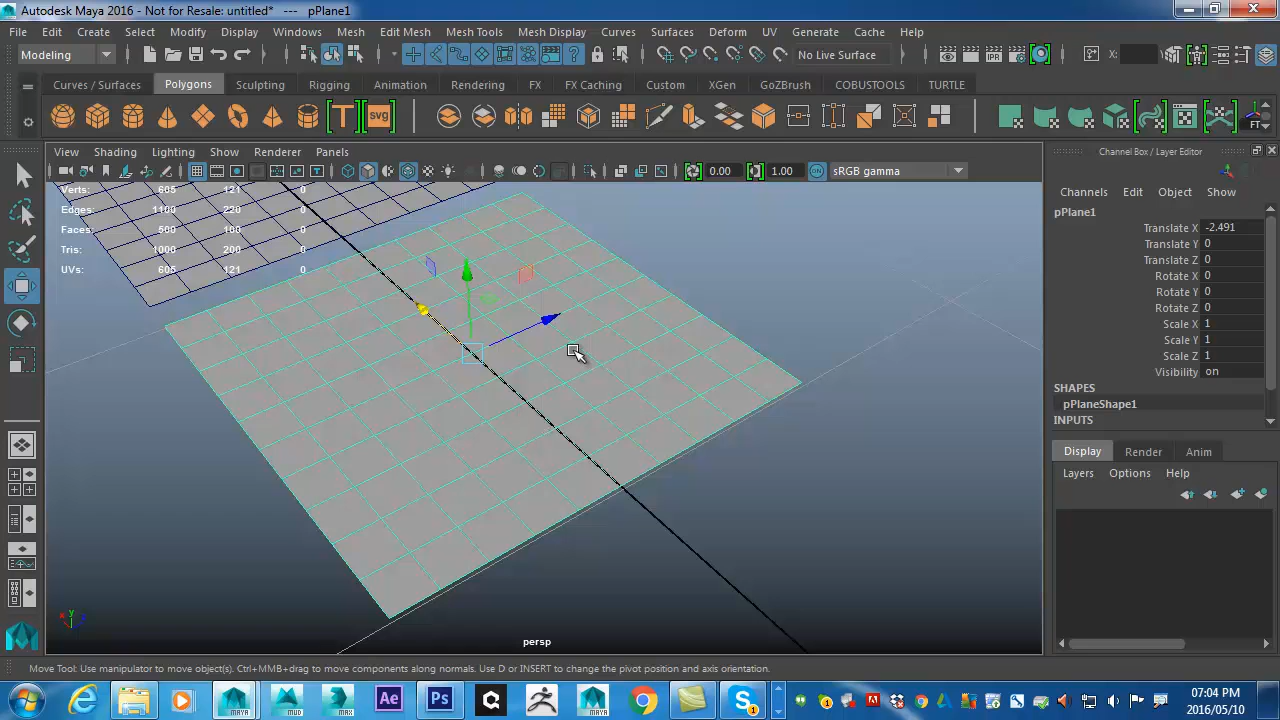 Autodesk Maya 2016 - Not for Resale: untitled*   ---   pPlane1
File Edit Create Select Modify Display Windows Mesh Edit Mesh Mesh Tools Mesh Display Curves Surfaces Deform UV Generate Cache Help
Modeling No Live Surface X:
Curves / Surfaces Polygons Sculpting Rigging Animation Rendering FX FX Caching Custom XGen GoZBrush COBUSTOOLS TURTLE
T svg FT
View Shading Lighting Show Renderer Panels
0.00 1.00 sRGB gamma
Verts: 605 121 0
Edges: 1100 220 0
Faces: 500 100 0
Tris: 1000 200 0
UVs: 605 121 0
persp
Channel Box / Layer Editor
Channels Edit Object Show
pPlane1
Translate X -2.491
Translate Y 0
Translate Z 0
Rotate X 0
Rotate Y 0
Rotate Z 0
Scale X 1
Scale Y 1
Scale Z 1
Visibility on
SHAPES
pPlaneShape1
INPUTS
Display Render Anim
Layers Options Help
Move Tool: Use manipulator to move object(s). Ctrl+MMB+drag to move components along normals. Use D or INSERT to change the pivot position and axis orientation.
MAYA MUD MAX Ae Ps MAYA S 1
07:04 PM
2016/05/10